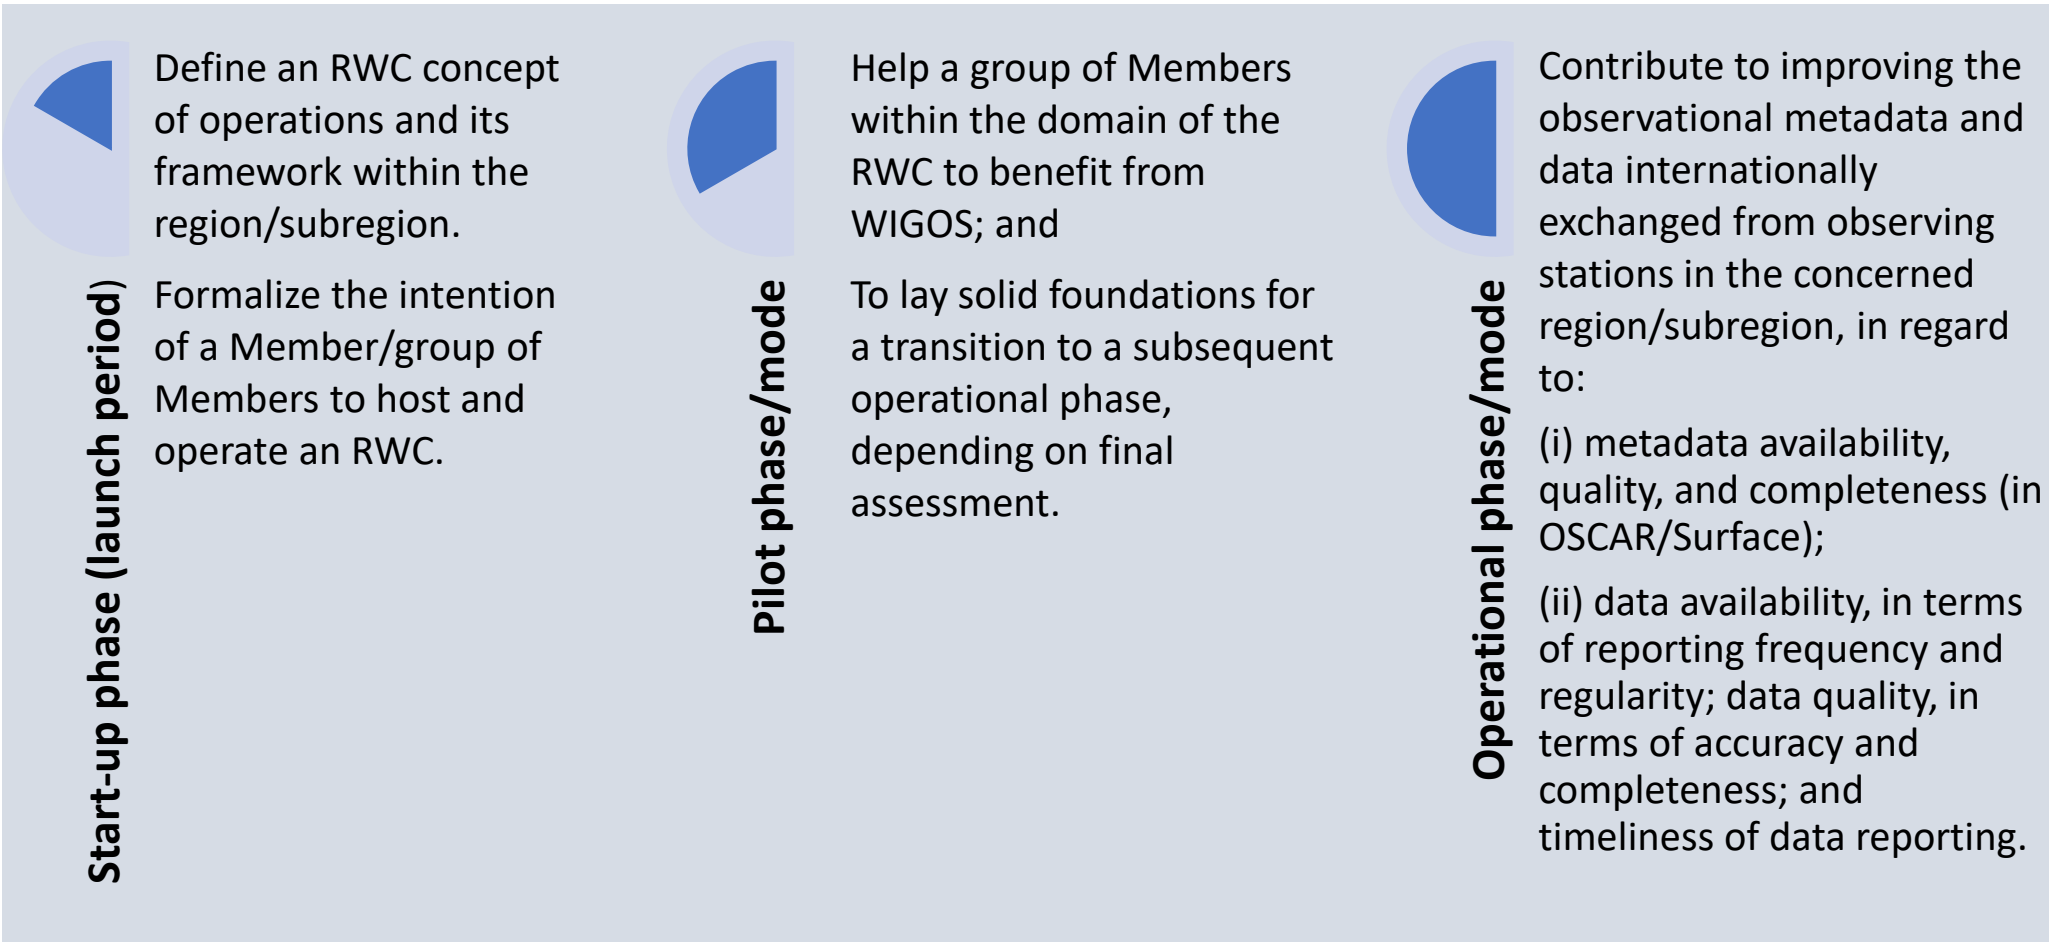 Start-up phase (launch period)
Define an RWC concept
of operations and its
framework within the
region/subregion.
Formalize the intention
of a Member/group of
Members to host and
operate an RWC.
Pilot phase/mode
Help a group of Members
within the domain of the
RWC to benefit from
WIGOS; and
To lay solid foundations for
a transition to a subsequent
operational phase,
depending on final
assessment.
Operational phase/mode
Contribute to improving the
observational metadata and
data internationally
exchanged from observing
stations in the concerned
region/subregion, in regard
to:
(i) metadata availability,
quality, and completeness (in
OSCAR/Surface);
(ii) data availability, in terms
of reporting frequency and
regularity; data quality, in
terms of accuracy and
completeness; and
timeliness of data reporting.